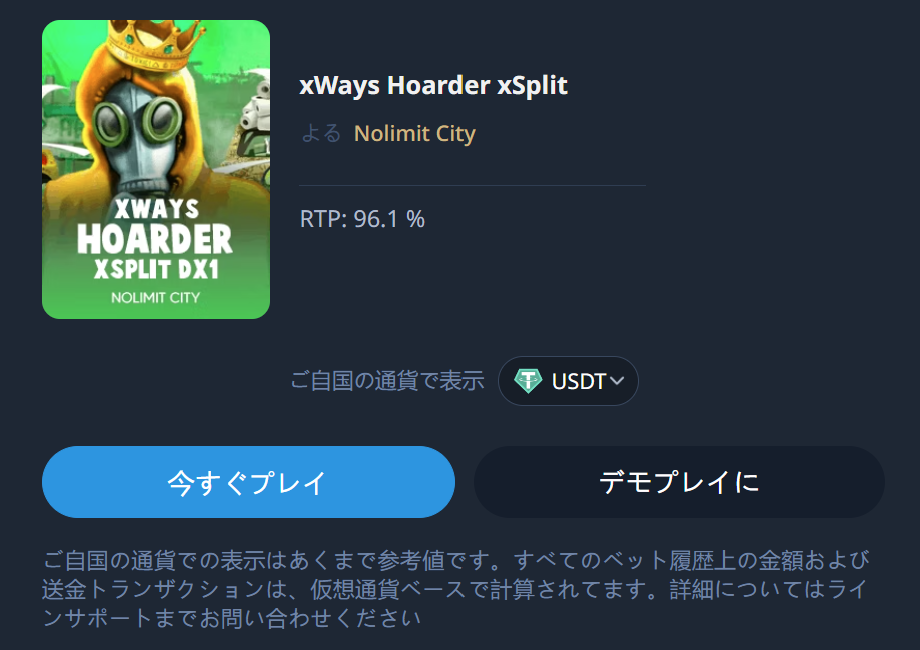 XWAYS
HOARDER
XSPLIT DX1
NOLIMIT CITY
xWays Hoarder xSplit
よる Nolimit City
RTP: 96.1 %
ご自国の通貨で表示 USDT
今すぐプレイ
デモプレイに
ご自国の通貨での表示はあくまで参考値です。すべてのベット履歴上の金額および
送金トランザクションは、仮想通貨ベースで計算されてます。詳細についてはライ
ンサポートまでお問い合わせください